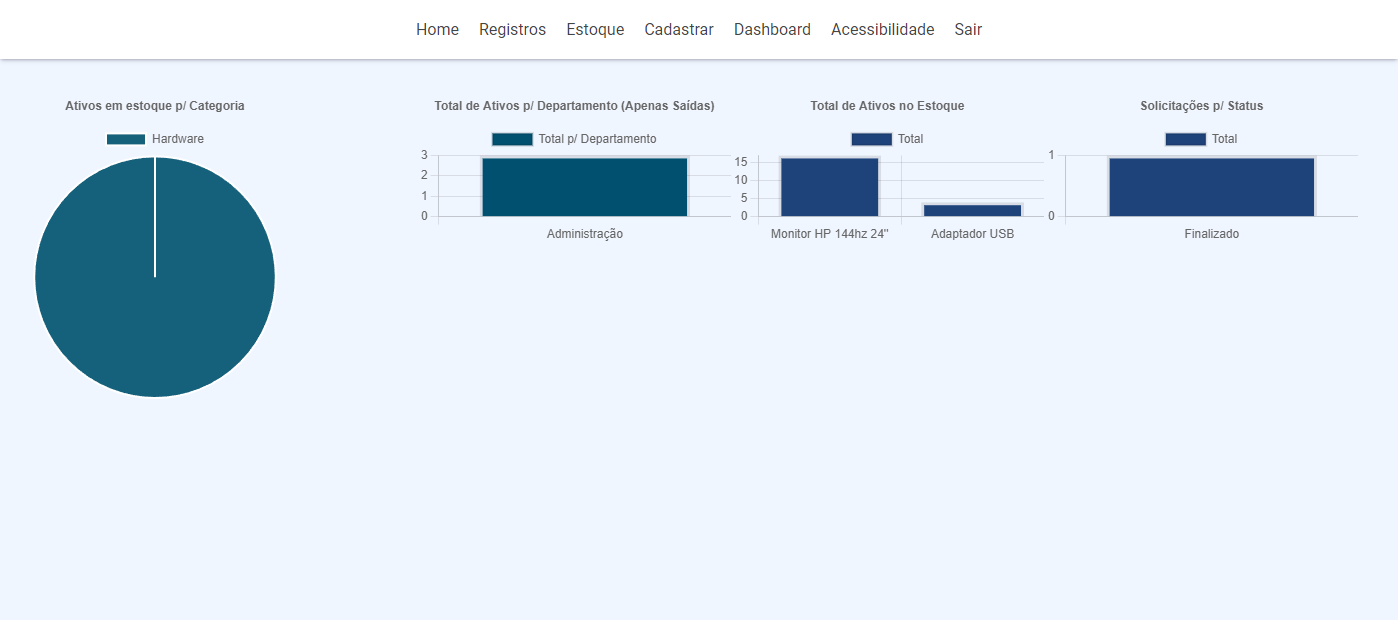 Home Registros Estoque Cadastrar Dashboard Acessibilidade Sair
Ativos em estoque p/ Categoria
Hardware
Total de Ativos p/ Departamento (Apenas Saídas)
Total p/ Departamento
3
2
1
0
Administração
Total de Ativos no Estoque
Total
15
10
5
0
Monitor HP 144hz 24" Adaptador USB
Solicitações p/ Status
Total
1
0
Finalizado